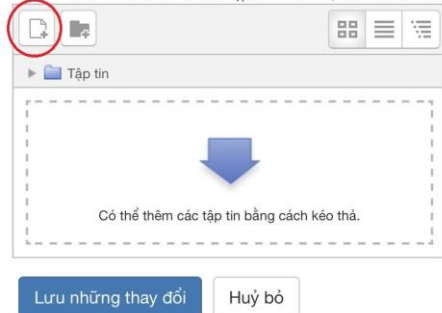 Tập tin
Có thể thêm các tập tin bằng cách kéo thả.
Lưu những thay đổi
Huỷ bỏ